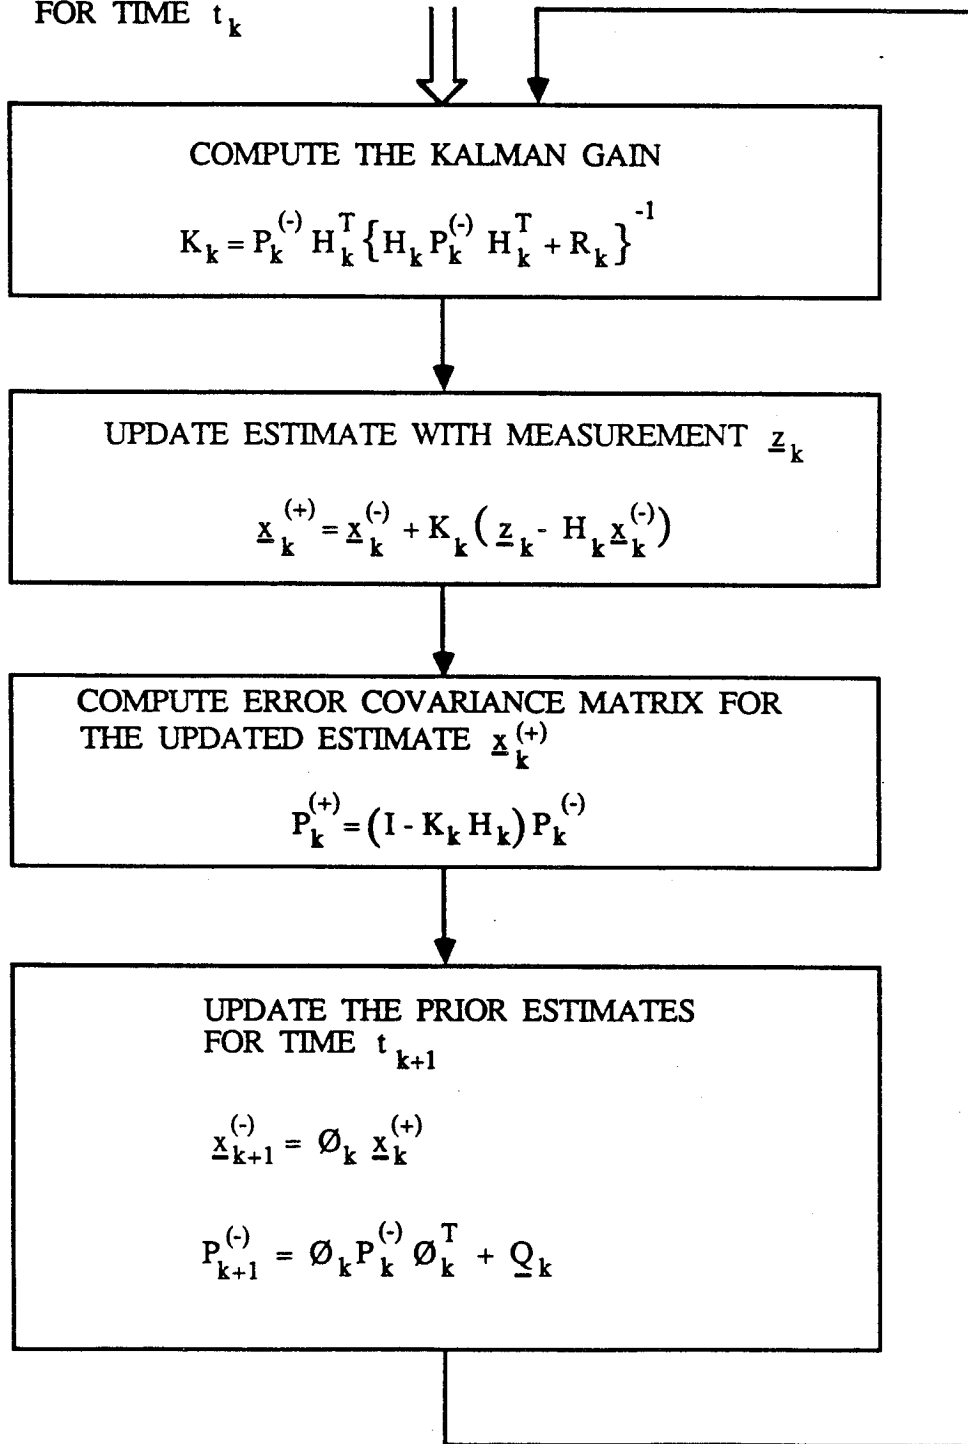 FOR TIME t_k
COMPUTE THE KALMAN GAIN
K_k = P_k^(-) H_k^T {H_k P_k^(-) H_k^T + R_k}^-1
UPDATE ESTIMATE WITH MEASUREMENT z_k
x_k^(+) = x_k^(-) + K_k ( z_k - H_k x_k^(-) )
COMPUTE ERROR COVARIANCE MATRIX FOR
THE UPDATED ESTIMATE x_k^(+)
P_k^(+) = (I - K_k H_k) P_k^(-)
UPDATE THE PRIOR ESTIMATES
FOR TIME t_k+1
x_k+1^(-) = Ø_k x_k^(+)
P_k+1^(-) = Ø_k P_k^(-) Ø_k^T + Q_k